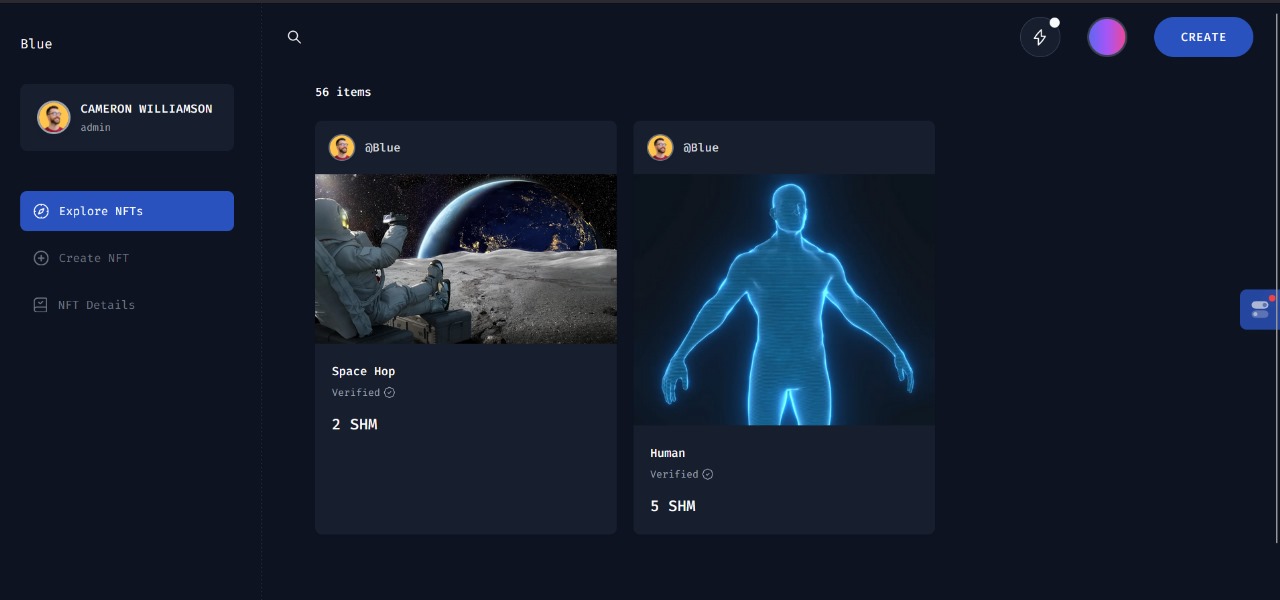 Blue
CREATE
CAMERON WILLIAMSON
admin
Explore NFTs
Create NFT
NFT Details
56 items
@Blue
Space Hop
Verified
2 SHM
@Blue
Human
Verified
5 SHM